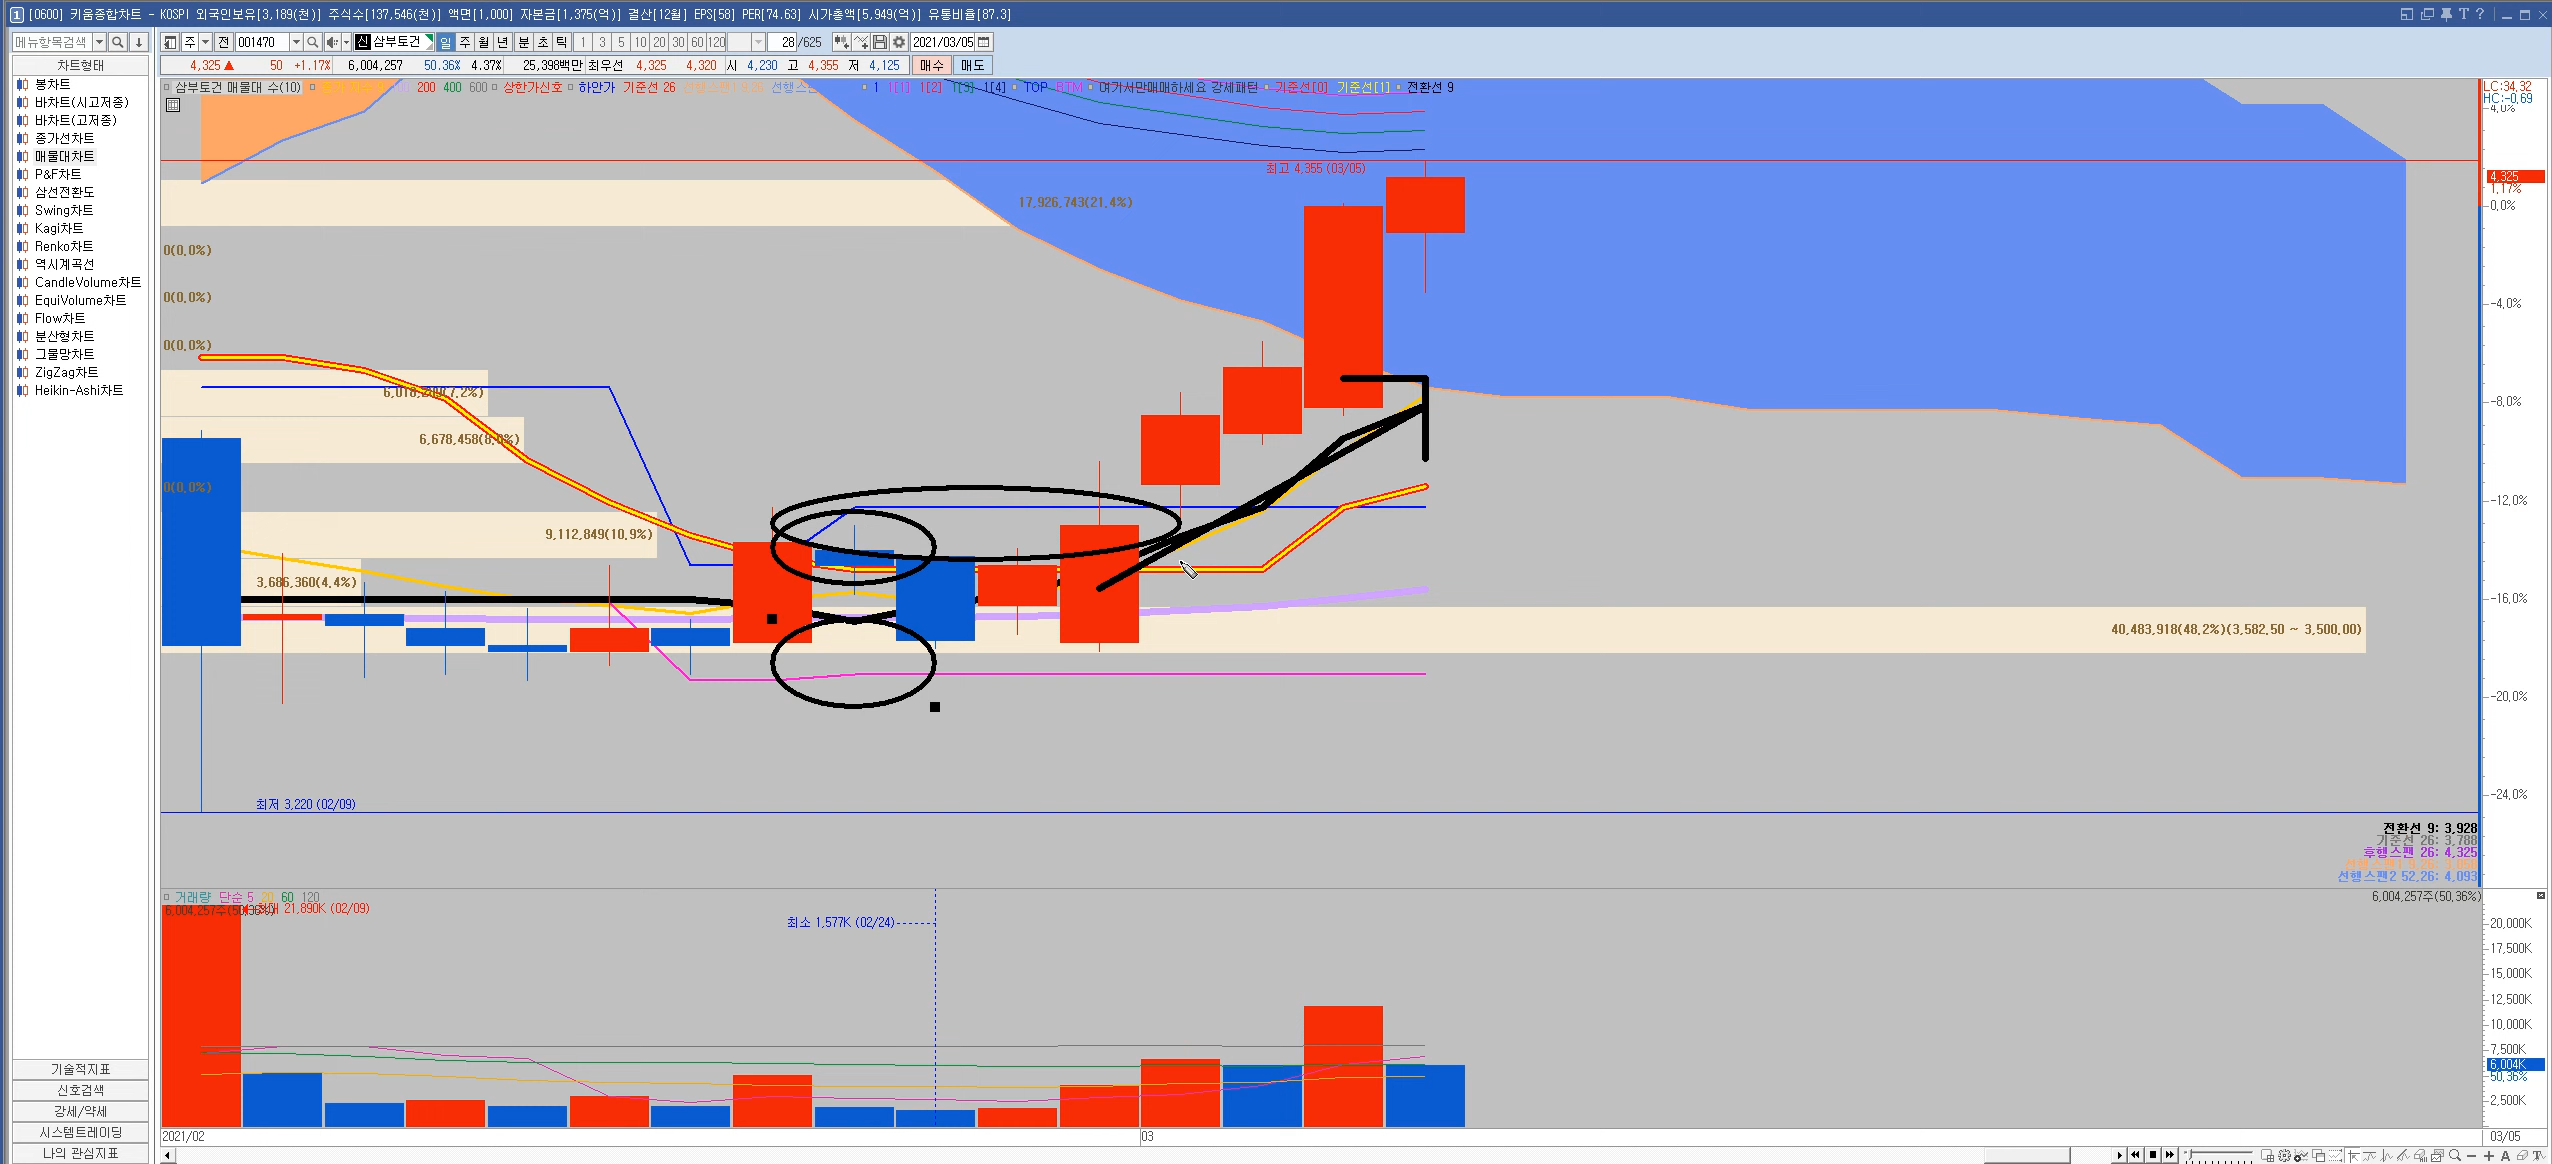 1 [0600] 키움종합차트 - KOSPI 외국인보유[3,189(천)] 주식수[137,546(천)] 액면[1,000] 자본금[1,375(억)] 결산[12월] EPS[58] PER[74.63] 시가총액[5,949(억)] 유통비율[87.3]
메뉴항목검색 주 전 001470 신 삼부토건 일 주 월 년 분 초 틱 1 3 5 10 20 30 60 120 28 /625 2021/03/05
4,325 ▲ 50 +1.17% 6,004,257 50.36% 4.37% 25,398백만 최우선 4,325 4,320 시 4,230 고 4,355 저 4,125 매수 매도
차트형태
봉차트
바차트(시고저종)
바차트(고저종)
종가선차트
매물대차트
P&F차트
삼선전환도
Swing차트
Kagi차트
Renko차트
역시계곡선
CandleVolume차트
EquiVolume차트
Flow차트
분산형차트
그물망차트
ZigZag차트
Heikin-Ashi차트
기술적지표
신호검색
강세/약세
시스템트레이딩
나의 관심지표
삼부토건 매물대 수(10) 200 400 600 상한가신호 하한가 기준선 26 1 1[1] 1[2] 1[3] 1[4] TOP BTM 여기서만매매하세요 강세패턴 기준선[0] 기준선[1] 전환선 9
LC:34.32
HC:-0.69
4.0%
최고 4,355 (03/05)
4,325
1.17%
17,926,743(21.4%)
0.0%
0(0.0%)
0(0.0%)
-4.0%
0(0.0%)
-8.0%
6,678,458(8.0%)
0(0.0%)
-12.0%
9,112,849(10.9%)
3,686,360(4.4%)
-16.0%
40,483,918(48.2%)(3,582.50 ~ 3,500.00)
-20.0%
-24.0%
최저 3,220 (02/09)
전환선 9: 3,928
기준선 26: 3,788
후행스팬 26: 4,325
선행스팬2 52,26: 4,093
거래량 단순 5 20 60 120
6,004,257주(50.36%)
최대 21,890K (02/09)
최소 1,577K (02/24)
20,000K
17,500K
15,000K
12,500K
10,000K
7,500K
6,004K
50.36%
2,500K
2021/02 03 03/05